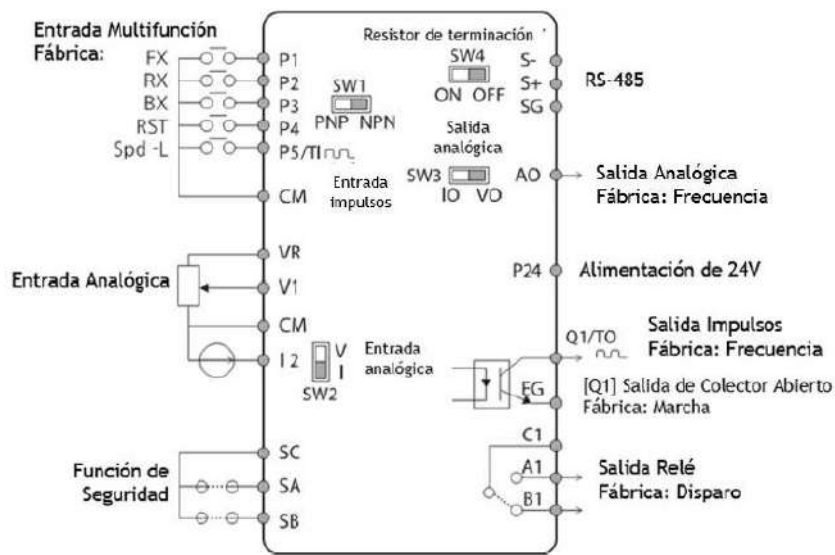 Entrada Multifunción
Fábrica:
FX
P1
RX
P2
BX
P3
RST
P4
Spd -L
P5/TI
CM
SW1
PNP NPN
Entrada
impulsos
Resistor de terminación '
SW4
ON OFF
S-
S+
SG
RS-485
Salida
analógica
SW3
IO VO
AO
Salida Analógica
Fábrica: Frecuencia
VR
Entrada Analógica
V1
CM
I2
V
I
SW2
Entrada
analógica
P24
Alimentación de 24V
Q1/TO
Salida Impulsos
Fábrica: Frecuencia
EG
[Q1] Salida de Colector Abierto
Fábrica: Marcha
C1
A1
B1
Salida Relé
Fábrica: Disparo
Función de
Seguridad
SC
SA
SB